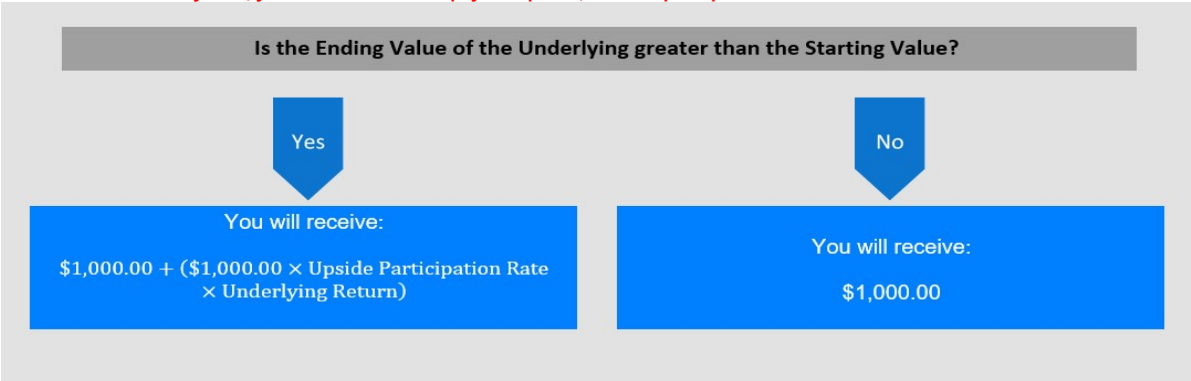 Is the Ending Value of the Underlying greater than the Starting Value?
Yes
No
You will receive:
$1,000.00 + ($1,000.00 × Upside Participation Rate
× Underlying Return)
You will receive:
$1,000.00